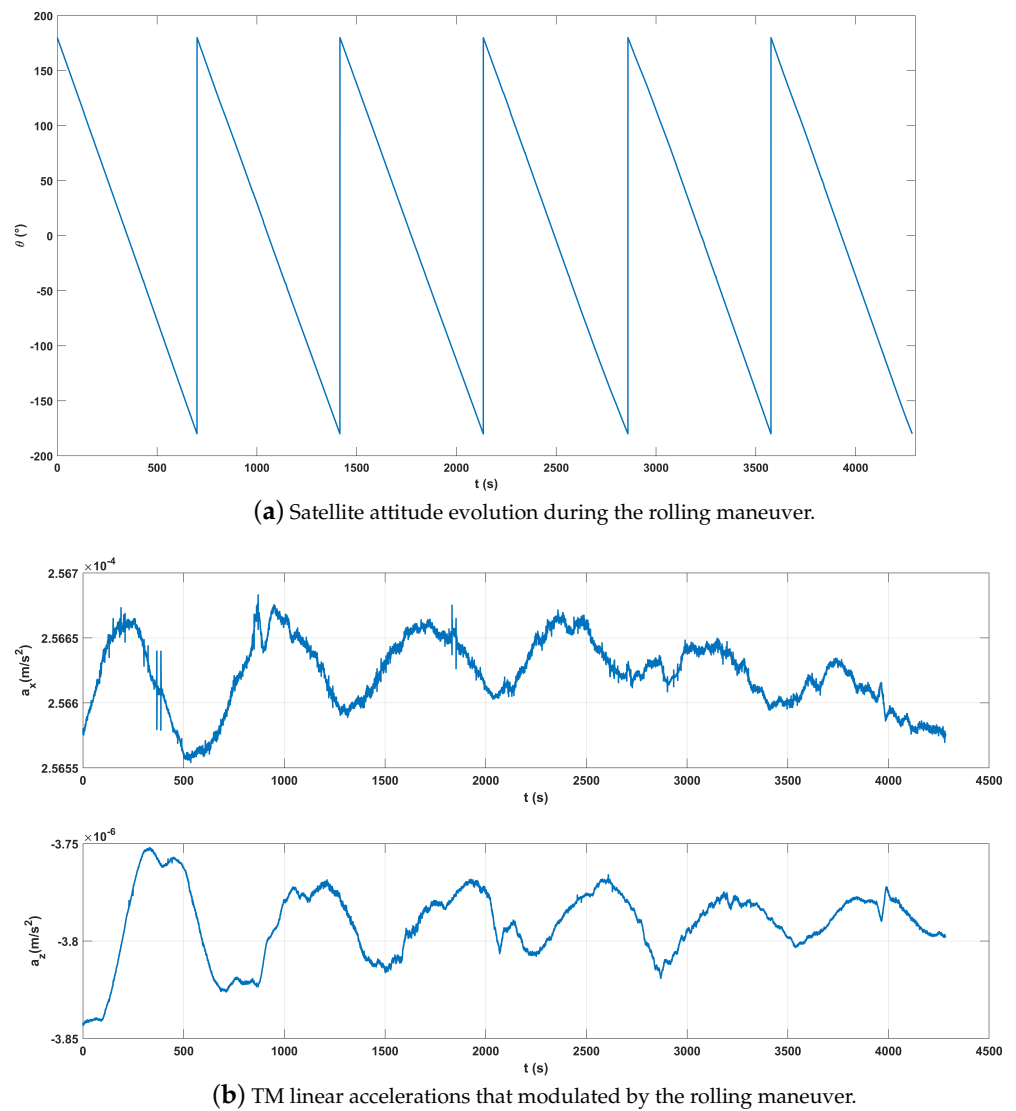 200
150
100
50
0
-50
-100
-150
-200
θ (°)
0 500 1000 1500 2000 2500 3000 3500 4000
t (s)
(a) Satellite attitude evolution during the rolling maneuver.
×10⁻⁴
2.567
2.5665
2.566
2.5655
aₓ(m/s²)
0 500 1000 1500 2000 2500 3000 3500 4000 4500
t (s)
×10⁻⁶
-3.75
-3.8
-3.85
a_z(m/s²)
0 500 1000 1500 2000 2500 3000 3500 4000 4500
t (s)
(b) TM linear accelerations that modulated by the rolling maneuver.